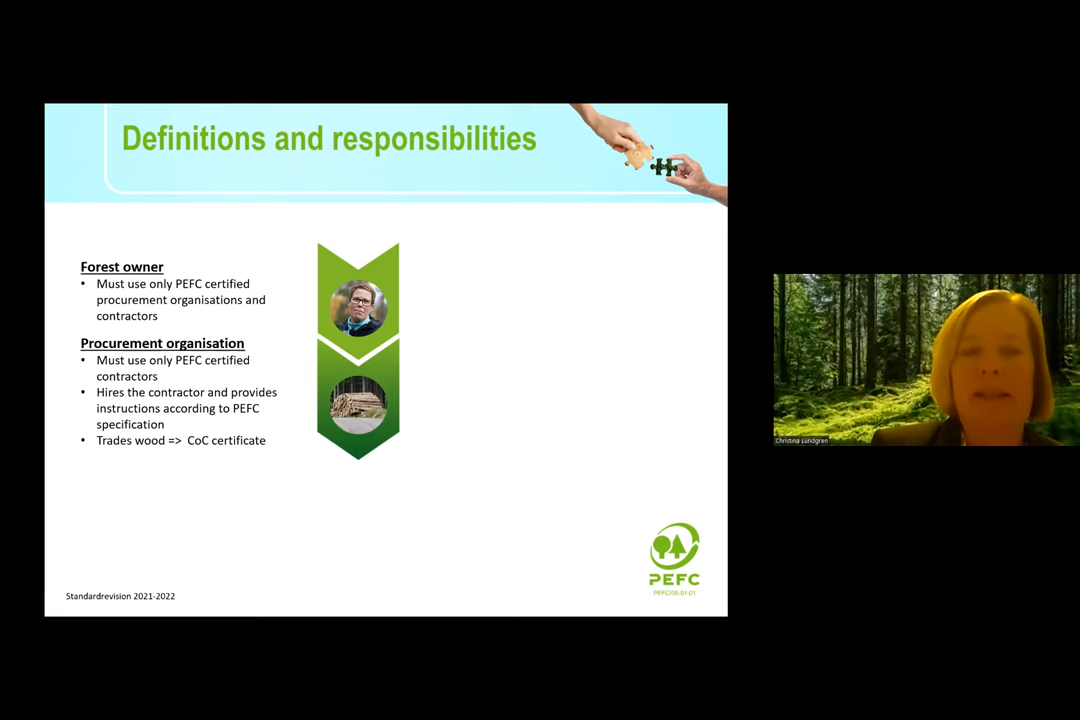 Definitions and responsibilities
Forest owner
• Must use only PEFC certified
procurement organisations and
contractors
Procurement organisation
• Must use only PEFC certified
contractors
• Hires the contractor and provides
instructions according to PEFC
specification
• Trades wood => CoC certificate
PEFC
PEFC/05-01-01
Standardrevision 2021-2022
Christina Lundgren